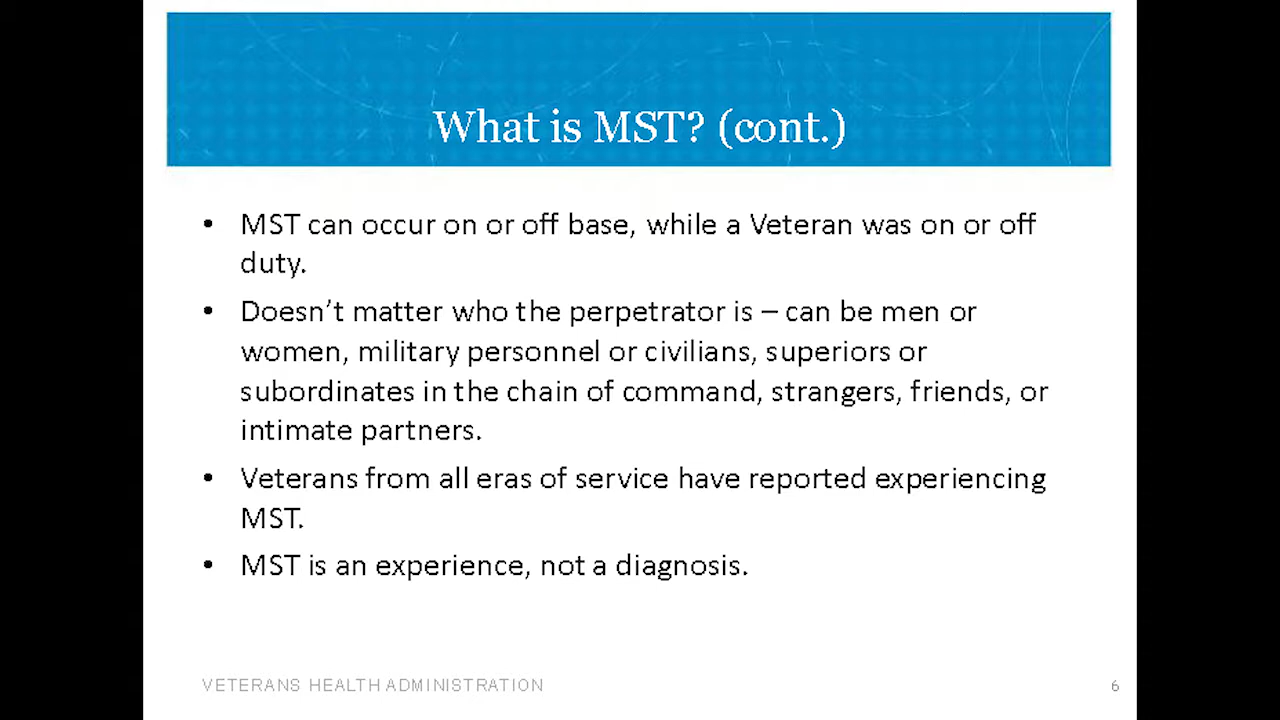 What is MST? (cont.)
• MST can occur on or off base, while a Veteran was on or off
duty.
• Doesn’t matter who the perpetrator is – can be men or
women, military personnel or civilians, superiors or
subordinates in the chain of command, strangers, friends, or
intimate partners.
• Veterans from all eras of service have reported experiencing
MST.
• MST is an experience, not a diagnosis.
VETERANS HEALTH ADMINISTRATION
6